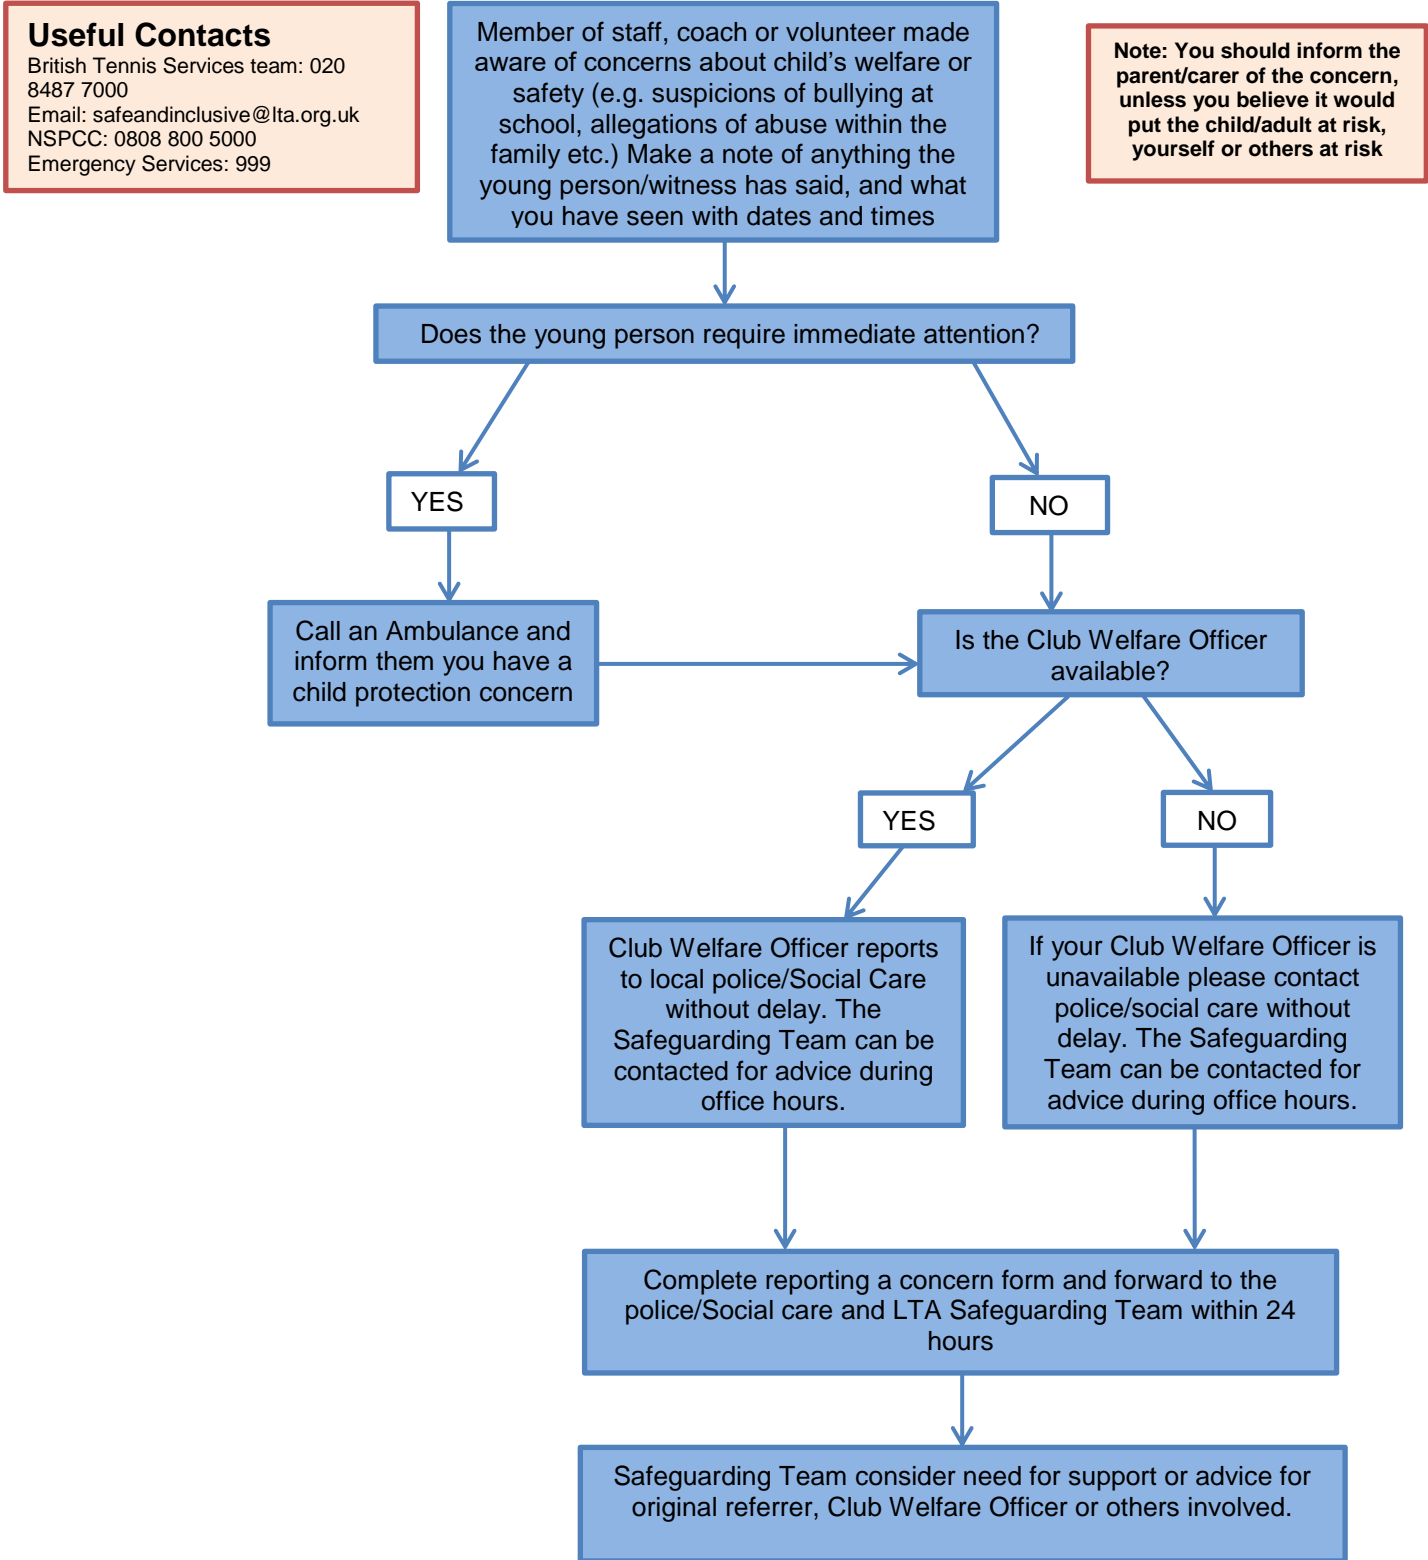 Useful Contacts
British Tennis Services team: 020
8487 7000
Email: safeandinclusive@lta.org.uk
NSPCC: 0808 800 5000
Emergency Services: 999
Member of staff, coach or volunteer made
aware of concerns about child’s welfare or
safety (e.g. suspicions of bullying at
school, allegations of abuse within the
family etc.) Make a note of anything the
young person/witness has said, and what
you have seen with dates and times
Note: You should inform the
parent/carer of the concern,
unless you believe it would
put the child/adult at risk,
yourself or others at risk
Does the young person require immediate attention?
YES
NO
Call an Ambulance and
inform them you have a
child protection concern
Is the Club Welfare Officer
available?
YES
NO
Club Welfare Officer reports
to local police/Social Care
without delay. The
Safeguarding Team can be
contacted for advice during
office hours.
If your Club Welfare Officer is
unavailable please contact
police/social care without
delay. The Safeguarding
Team can be contacted for
advice during office hours.
Complete reporting a concern form and forward to the
police/Social care and LTA Safeguarding Team within 24
hours
Safeguarding Team consider need for support or advice for
original referrer, Club Welfare Officer or others involved.